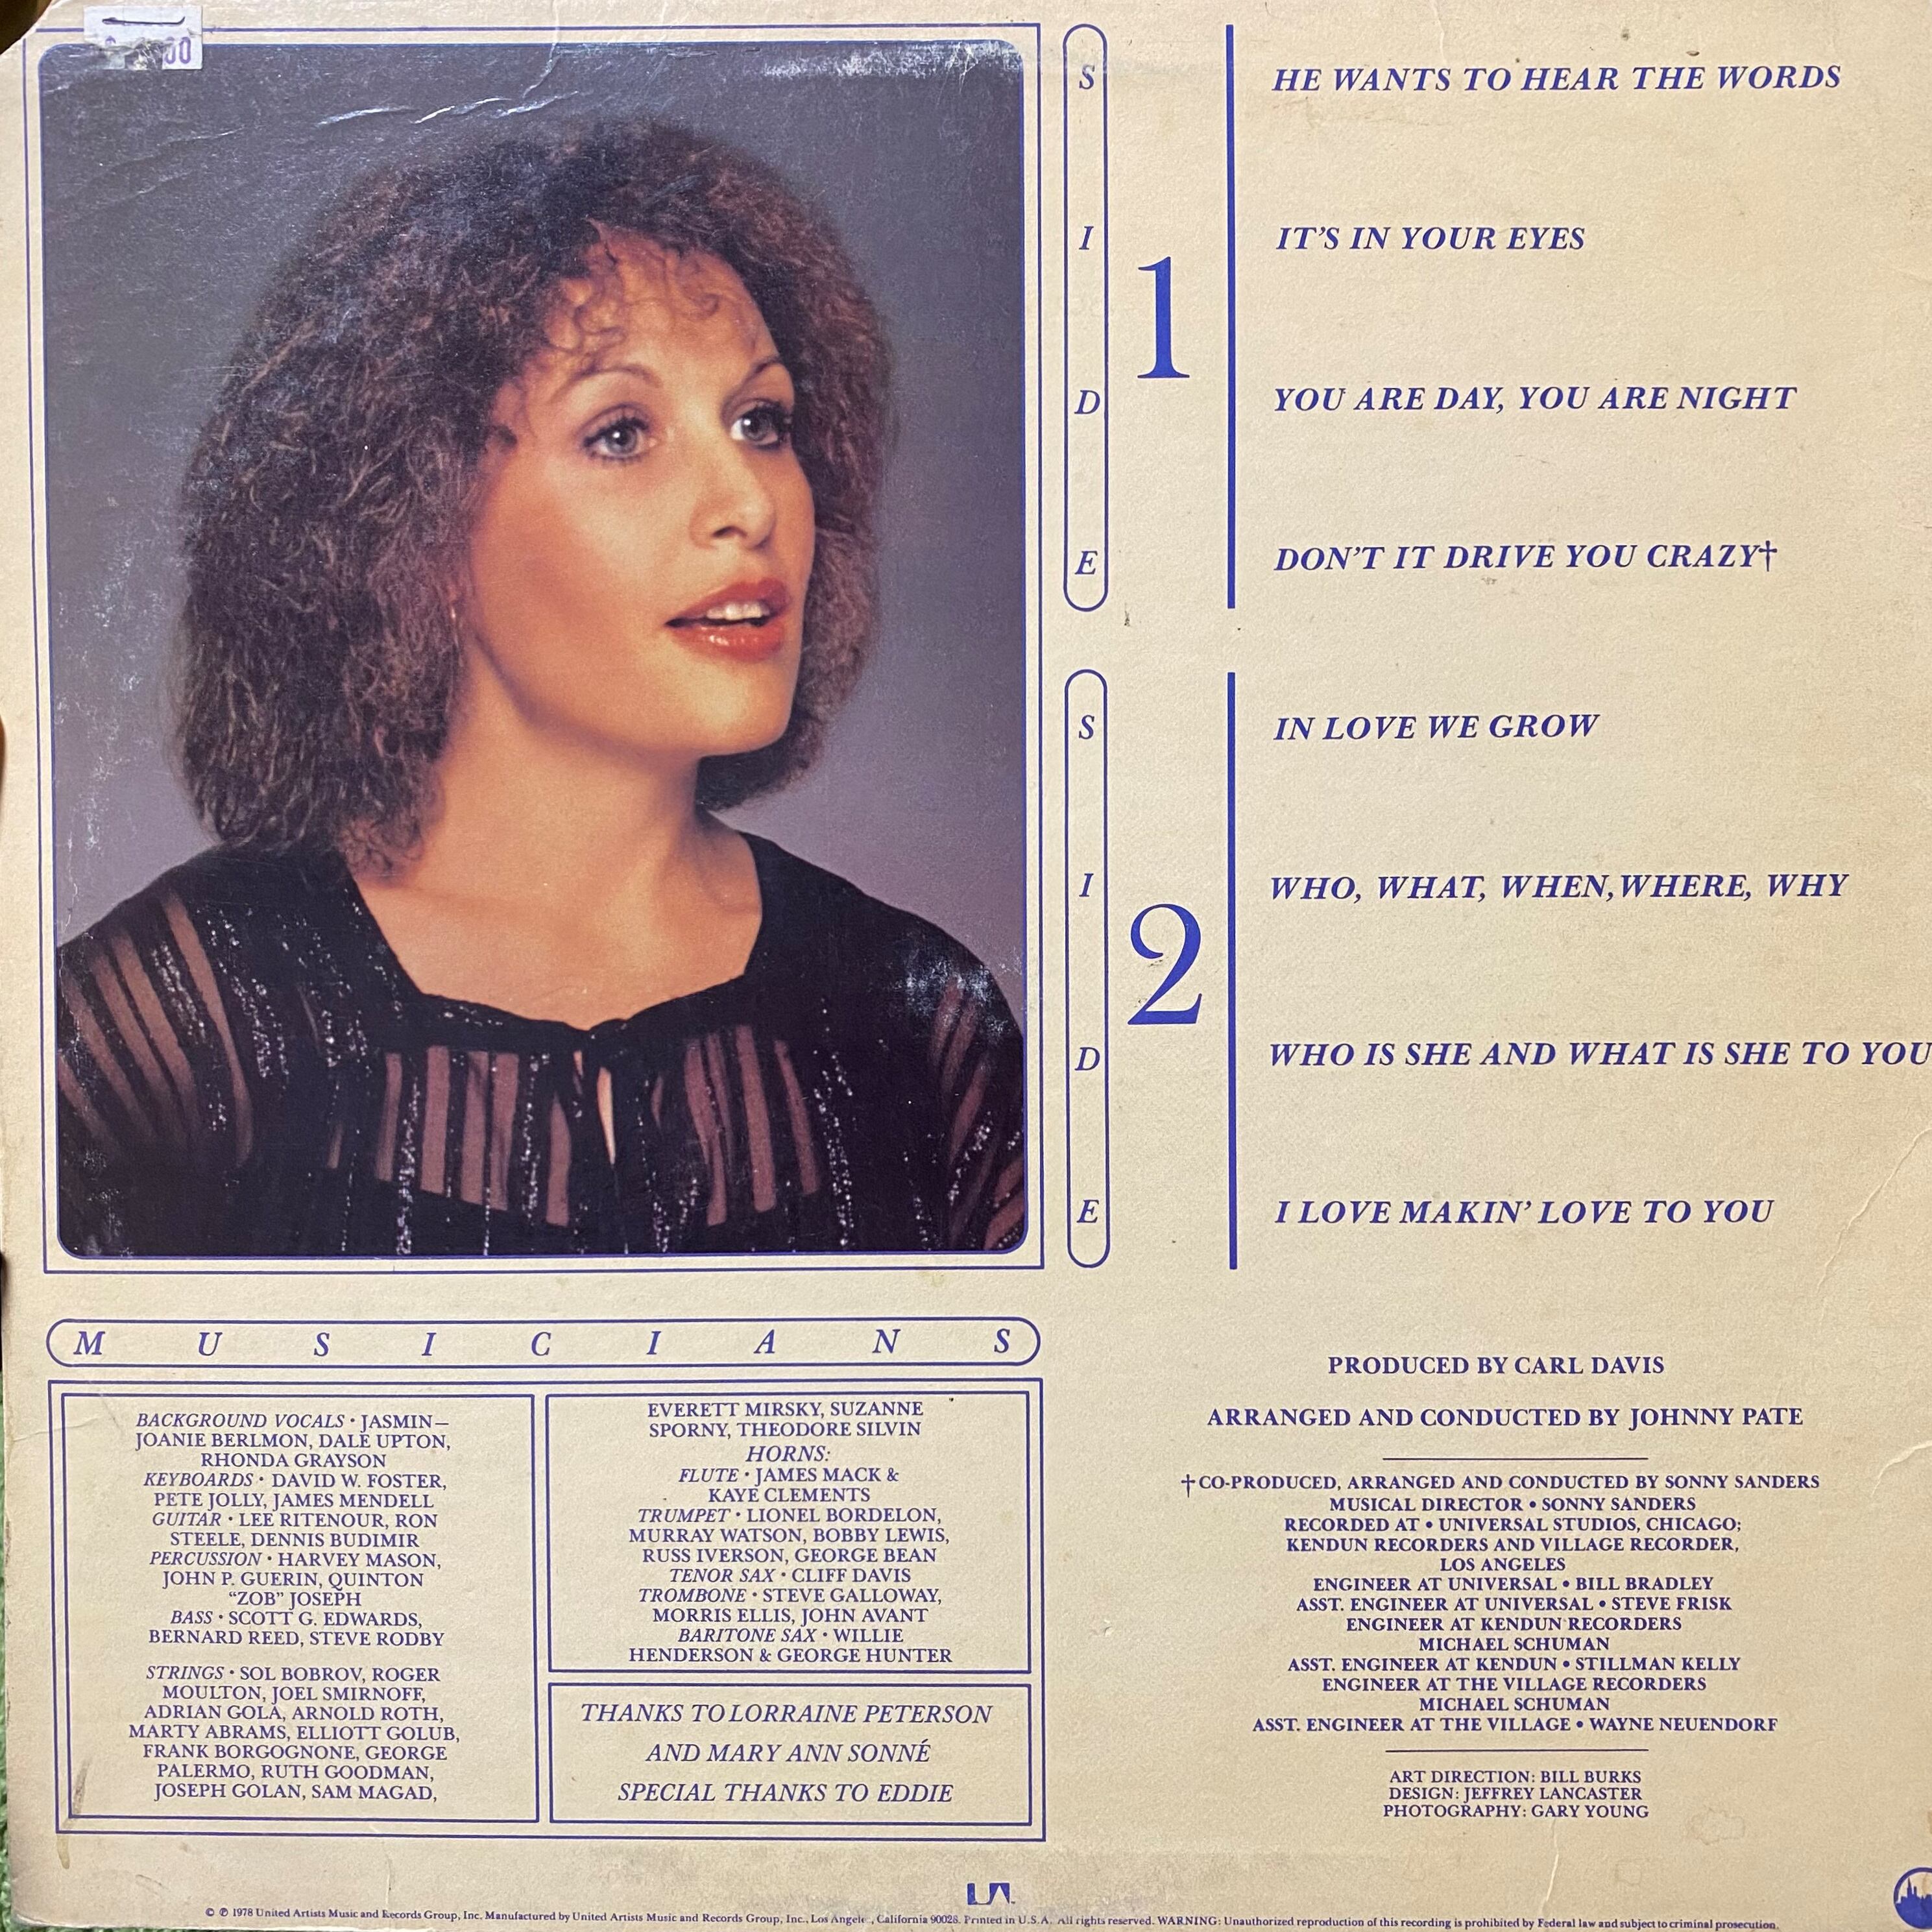 00
S I D E
1
HE WANTS TO HEAR THE WORDS
IT'S IN YOUR EYES
YOU ARE DAY, YOU ARE NIGHT
DON'T IT DRIVE YOU CRAZY†
S I D E
2
IN LOVE WE GROW
WHO, WHAT, WHEN, WHERE, WHY
WHO IS SHE AND WHAT IS SHE TO YOU
I LOVE MAKIN' LOVE TO YOU
M U S I C I A N S
BACKGROUND VOCALS • JASMIN—
JOANIE BERLMON, DALE UPTON,
RHONDA GRAYSON
KEYBOARDS • DAVID W. FOSTER,
PETE JOLLY, JAMES MENDELL
GUITAR • LEE RITENOUR, RON
STEELE, DENNIS BUDIMIR
PERCUSSION • HARVEY MASON,
JOHN P. GUERIN, QUINTON
"ZOB" JOSEPH
BASS • SCOTT G. EDWARDS,
BERNARD REED, STEVE RODBY
STRINGS • SOL BOBROV, ROGER
MOULTON, JOEL SMIRNOFF,
ADRIAN GOLA, ARNOLD ROTH,
MARTY ABRAMS, ELLIOTT GOLUB,
FRANK BORGOGNONE, GEORGE
PALERMO, RUTH GOODMAN,
JOSEPH GOLAN, SAM MAGAD,
EVERETT MIRSKY, SUZANNE
SPORNY, THEODORE SILVIN
HORNS:
FLUTE • JAMES MACK &
KAYE CLEMENTS
TRUMPET • LIONEL BORDELON,
MURRAY WATSON, BOBBY LEWIS,
RUSS IVERSON, GEORGE BEAN
TENOR SAX • CLIFF DAVIS
TROMBONE • STEVE GALLOWAY,
MORRIS ELLIS, JOHN AVANT
BARITONE SAX • WILLIE
HENDERSON & GEORGE HUNTER
THANKS TO LORRAINE PETERSON
AND MARY ANN SONNÉ
SPECIAL THANKS TO EDDIE
PRODUCED BY CARL DAVIS
ARRANGED AND CONDUCTED BY JOHNNY PATE
†CO-PRODUCED, ARRANGED AND CONDUCTED BY SONNY SANDERS
MUSICAL DIRECTOR • SONNY SANDERS
RECORDED AT • UNIVERSAL STUDIOS, CHICAGO;
KENDUN RECORDERS AND VILLAGE RECORDER,
LOS ANGELES
ENGINEER AT UNIVERSAL • BILL BRADLEY
ASST. ENGINEER AT UNIVERSAL • STEVE FRISK
ENGINEER AT KENDUN RECORDERS
MICHAEL SCHUMAN
ASST. ENGINEER AT KENDUN • STILLMAN KELLY
ENGINEER AT THE VILLAGE RECORDERS
MICHAEL SCHUMAN
ASST. ENGINEER AT THE VILLAGE • WAYNE NEUENDORF
ART DIRECTION: BILL BURKS
DESIGN: JEFFREY LANCASTER
PHOTOGRAPHY: GARY YOUNG
UA
© ℗ 1978 United Artists Music and Records Group, Inc. Manufactured by United Artists Music and Records Group, Inc., Los Angeles, California 90028. Printed in U.S.A. All rights reserved. WARNING: Unauthorized reproduction of this recording is prohibited by Federal law and subject to criminal prosecution.